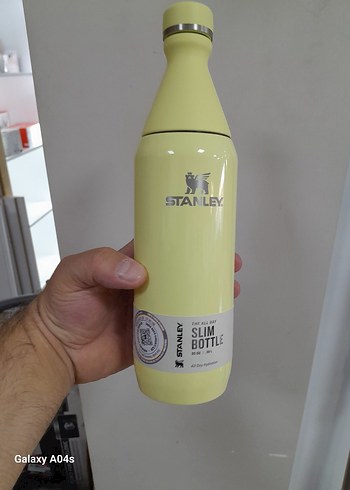 STANLEY
STANLEY
THE ALL DAY
SLIM
BOTTLE
Galaxy A04s